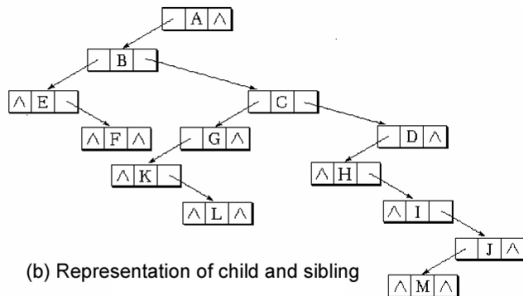 ∧ A ∧
B
∧ E
C
∧ F ∧
G ∧
D ∧
∧ K
∧ H
∧ L ∧
∧ I
J ∧
(b) Representation of child and sibling
∧ M ∧